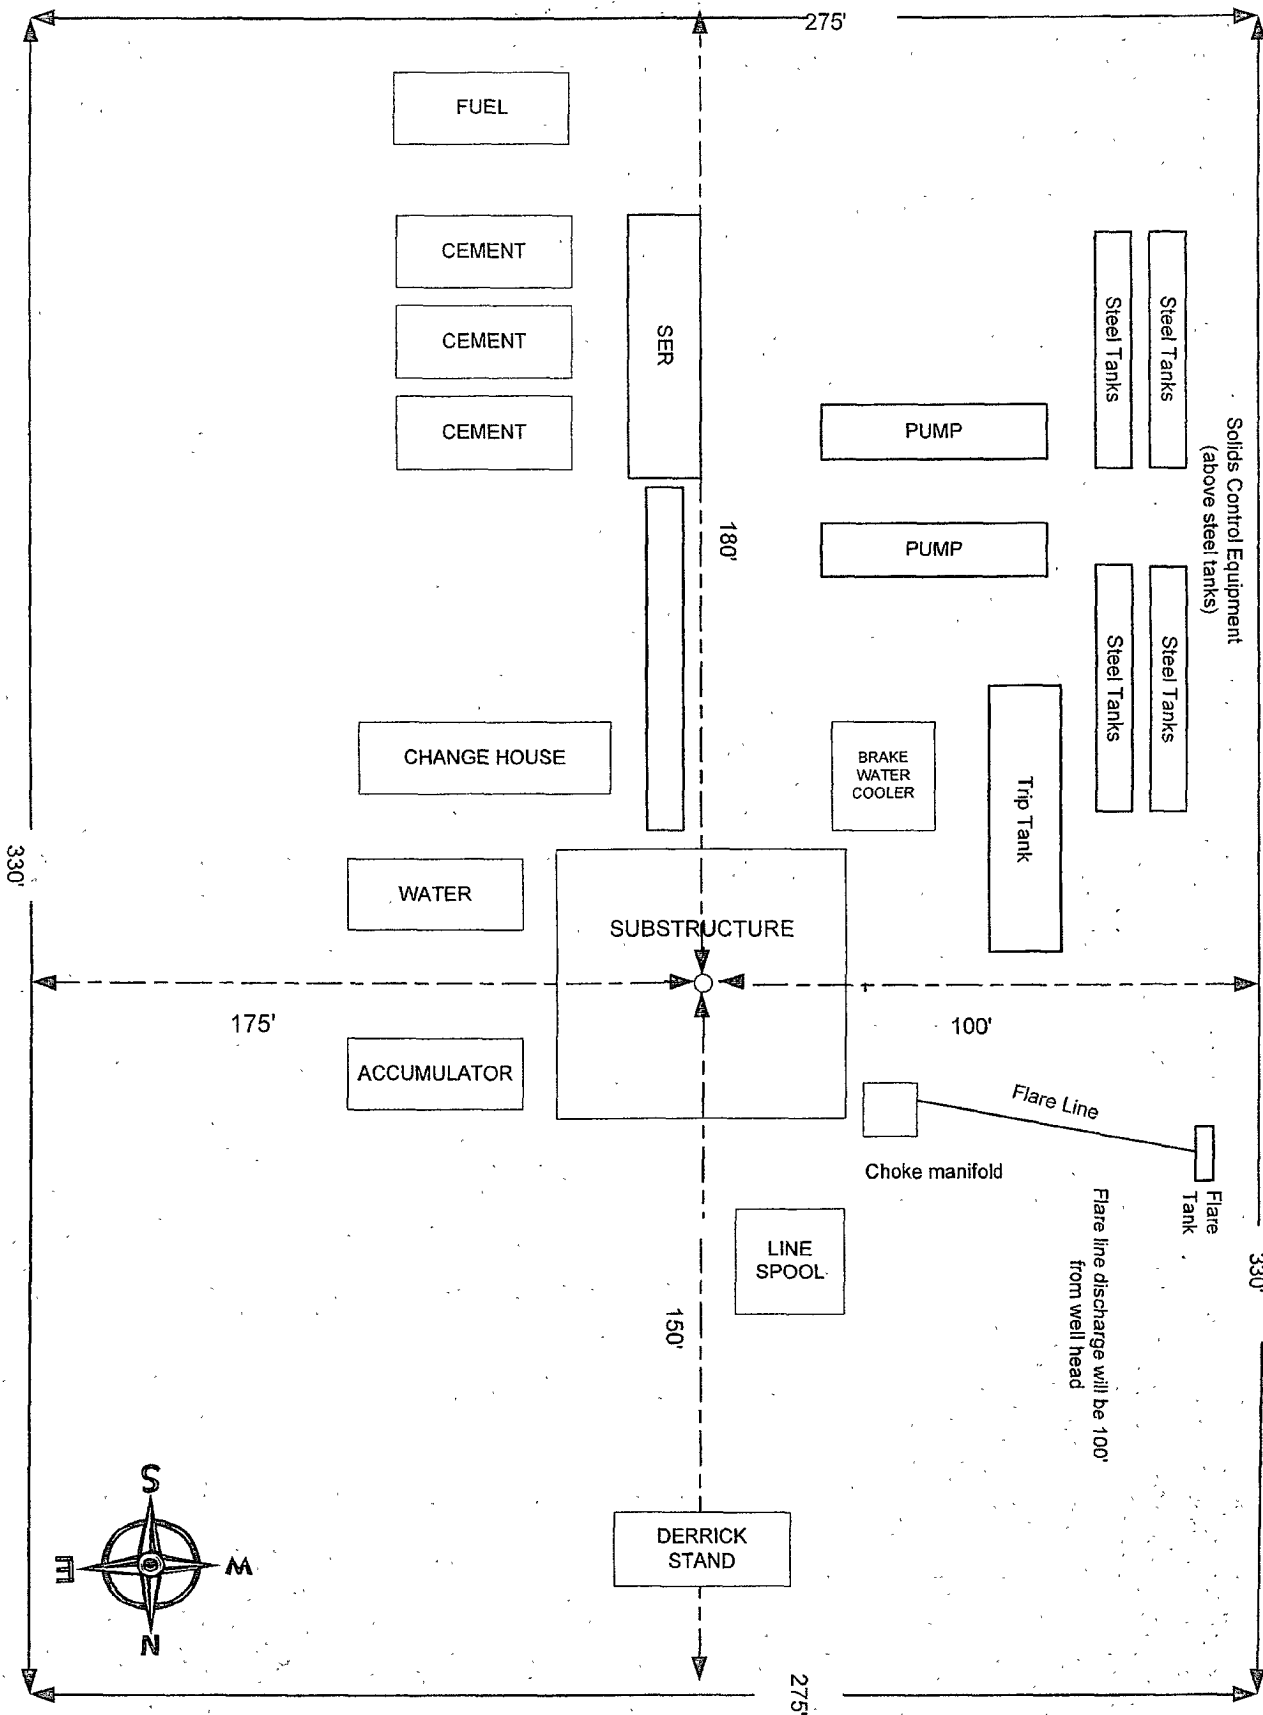 275'
FUEL
CEMENT
CEMENT
CEMENT
SER
PUMP
PUMP
Steel Tanks
Steel Tanks
Solids Control Equipment
(above steel tanks)
180'
Steel Tanks
Steel Tanks
CHANGE HOUSE
BRAKE
WATER
COOLER
Trip Tank
330'
WATER
SUBSTRUCTURE
175'
100'
ACCUMULATOR
Flare Line
Choke manifold
Flare
Tank
Flare line discharge will be 100'
from well head
330'
LINE
SPOOL
150'
DERRICK
STAND
S
W
E
N
275'